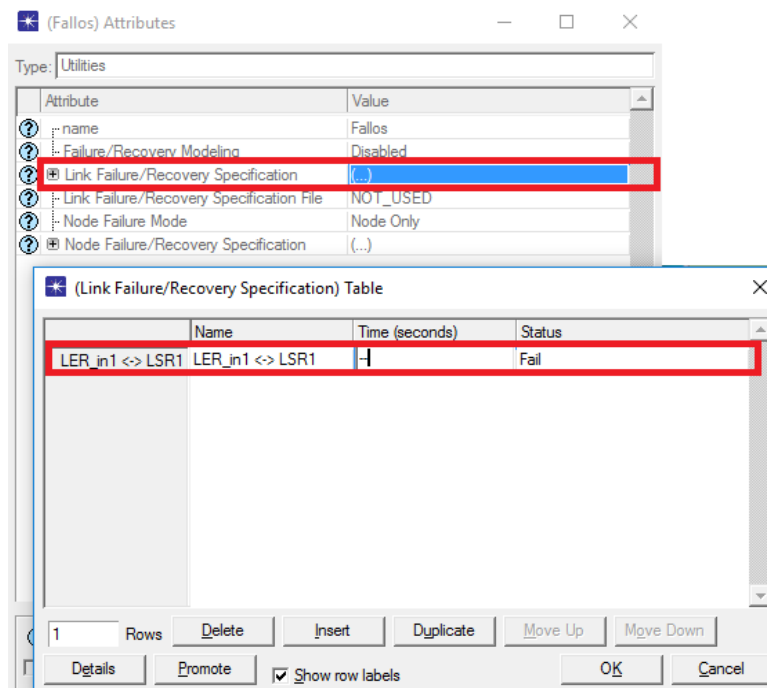 (Fallos) Attributes
Type: Utilities
Attribute Value
name Fallos
Failure/Recovery Modeling Disabled
Link Failure/Recovery Specification (...)
Link Failure/Recovery Specification File NOT_USED
Node Failure Mode Node Only
Node Failure/Recovery Specification (...)
(Link Failure/Recovery Specification) Table
Name Time (seconds) Status
LER_in1 <-> LSR1 LER_in1 <-> LSR1 -- Fail
1 Rows Delete Insert Duplicate Move Up Move Down
Details Promote Show row labels OK Cancel